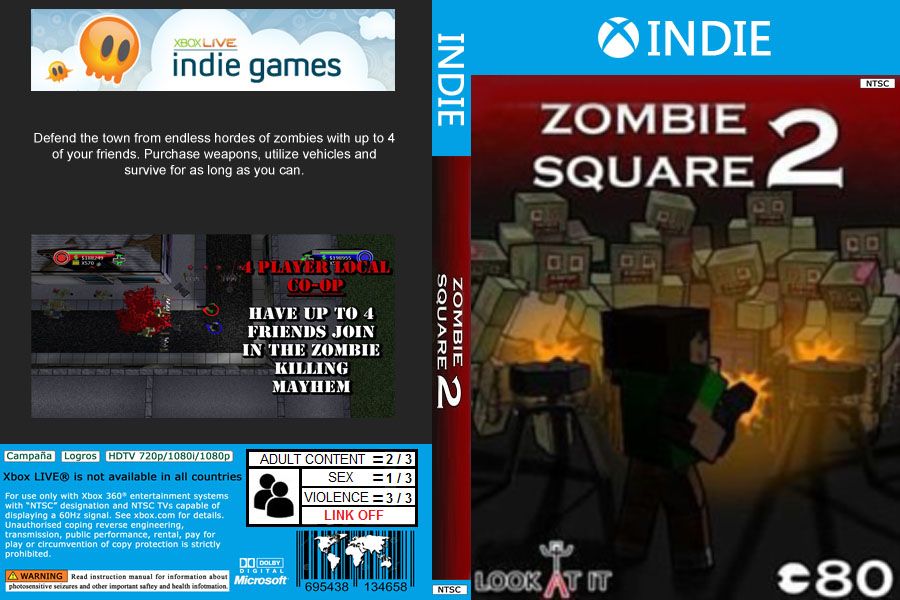 XBOX LIVE
indie games
Defend the town from endless hordes of zombies with up to 4
of your friends. Purchase weapons, utilize vehicles and
survive for as long as you can.
4 PLAYER LOCAL
CO-OP
HAVE UP TO 4
FRIENDS JOIN
IN THE ZOMBIE
KILLING
MAYHEM
Campaña Logros HDTV 720p/1080i/1080p
Xbox LIVE® is not available in all countries
For use only with Xbox 360® entertainment systems
with “NTSC” designation and NTSC TVs capable of
displaying a 60Hz signal. See xbox.com for details.
Unauthorised coping reverse engineering,
transmission, public performance, rental, pay for
play or circumvention of copy protection is strictly
prohibited.
WARNING Read instruction manual for information about
photosensitive seizures and other important saftey and health infotmation.
ADULT CONTENT = 2 / 3
SEX = 1 / 3
VIOLENCE = 3 / 3
LINK OFF
DOLBY
DIGITAL
Microsoft
695438 134658
INDIE
ZOMBIE
SQUARE 2
NTSC
INDIE
NTSC
ZOMBIE
SQUARE 2
LOOK AT IT
80